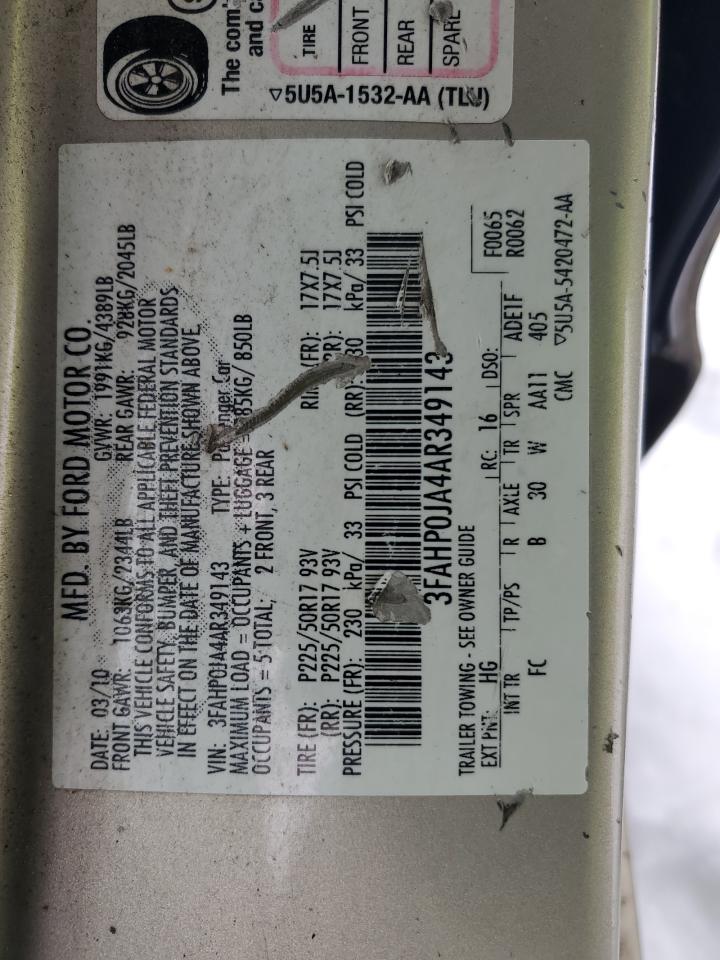 The com
and c
TIRE
FRONT
REAR
SPARE
▽5U5A-1532-AA (TLU)
MFD. BY FORD MOTOR CO.
DATE: 03/10 GVWR: 1991KG/4389LB
FRONT GAWR: 1063KG/2344LB REAR GAWR: 928KG/2045LB
THIS VEHICLE CONFORMS TO ALL APPLICABLE FEDERAL MOTOR
VEHICLE SAFETY, BUMPER, AND THEFT PREVENTION STANDARDS
IN EFFECT ON THE DATE OF MANUFACTURE SHOWN ABOVE.
VIN: 3FAHP0JA4AR349143 TYPE: Passenger Car
MAXIMUM LOAD = OCCUPANTS + LUGGAGE = 385KG/ 850LB
OCCUPANTS = 5 TOTAL; 2 FRONT, 3 REAR
TIRE (FR): P225/50R17 93V RIM (FR): 17X7.5J
(RR): P225/50R17 93V (RR): 17X7.5J
PRESSURE (FR): 230 kPa/ 33 PSI COLD (RR): 230 kPa/ 33 PSI COLD
3FAHP0JA4AR349143
TRAILER TOWING - SEE OWNER GUIDE
EXT PNT: HG RC: 16 DSO: F0065
R0062
INT TR TP/PS R AXLE TR SPR ADE1F
FC B 30 W AA11 405
CMC ▽5U5A-5420472-AA